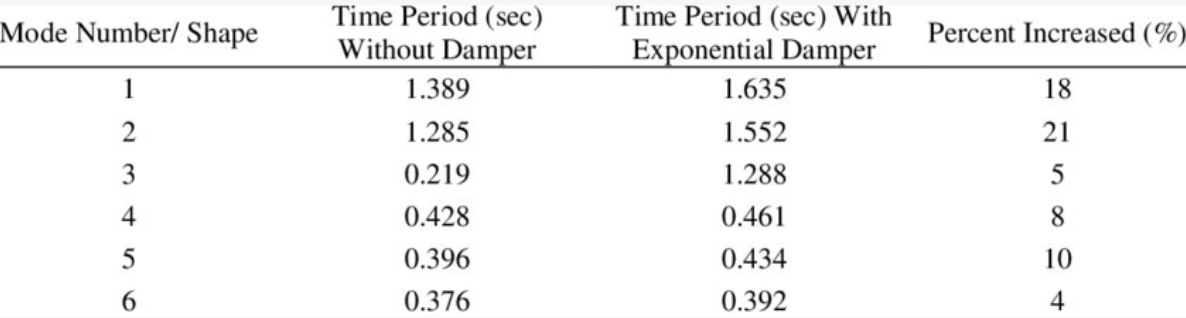 Mode Number/ Shape Time Period (sec) Without Damper Time Period (sec) With Exponential Damper Percent Increased (%)
1 1.389 1.635 18
2 1.285 1.552 21
3 0.219 1.288 5
4 0.428 0.461 8
5 0.396 0.434 10
6 0.376 0.392 4